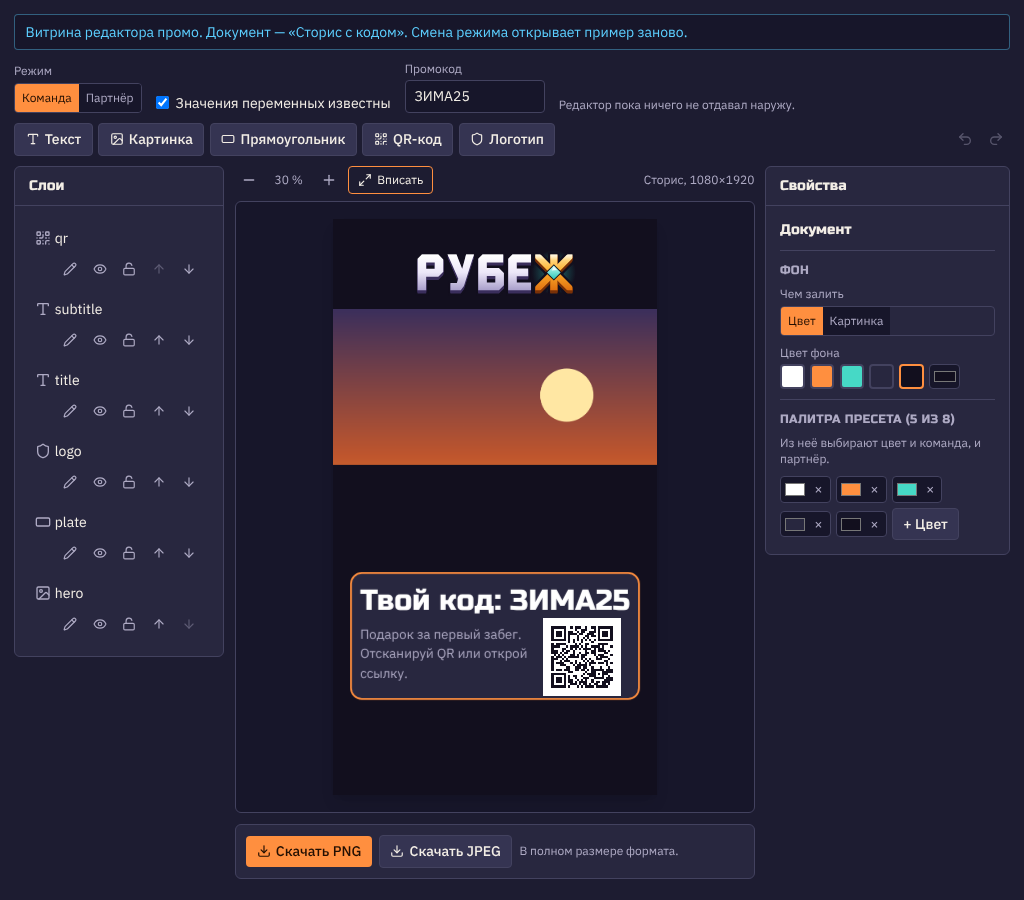 Витрина редактора промо. Документ — «Сторис с кодом». Смена режима открывает пример заново.
Режим
Команда Партнёр
Значения переменных известны
Промокод
ЗИМА25
Редактор пока ничего не отдавал наружу.
Текст Картинка Прямоугольник QR-код Логотип
Слои
qr
subtitle
title
logo
plate
hero
30 %
Вписать
Сторис, 1080×1920
РУБЕЖ
Твой код: ЗИМА25
Подарок за первый забег.
Отсканируй QR или открой
ссылку.
Скачать PNG Скачать JPEG В полном размере формата.
Свойства
Документ
ФОН
Чем залить
Цвет Картинка
Цвет фона
ПАЛИТРА ПРЕСЕТА (5 ИЗ 8)
Из неё выбирают цвет и команда, и
партнёр.
× × ×
× × + Цвет